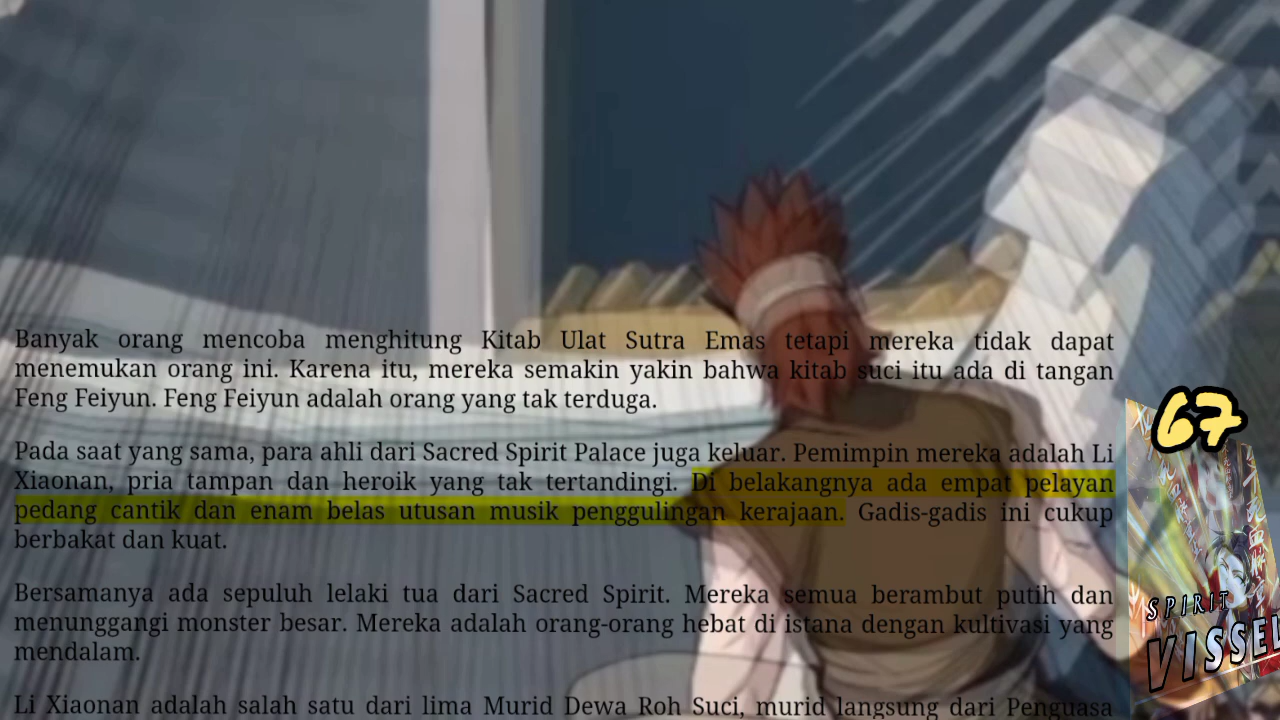 Banyak orang mencoba menghitung Kitab Ulat Sutra Emas tetapi mereka tidak dapat
menemukan orang ini. Karena itu, mereka semakin yakin bahwa kitab suci itu ada di tangan
Feng Feiyun. Feng Feiyun adalah orang yang tak terduga.
Pada saat yang sama, para ahli dari Sacred Spirit Palace juga keluar. Pemimpin mereka adalah Li
Xiaonan, pria tampan dan heroik yang tak tertandingi. Di belakangnya ada empat pelayan
pedang cantik dan enam belas utusan musik penggulingan kerajaan. Gadis-gadis ini cukup
berbakat dan kuat.
Bersamanya ada sepuluh lelaki tua dari Sacred Spirit. Mereka semua berambut putih dan
menunggangi monster besar. Mereka adalah orang-orang hebat di istana dengan kultivasi yang
mendalam.
Li Xiaonan adalah salah satu dari lima Murid Dewa Roh Suci, murid langsung dari Penguasa
67
SPIRIT
VISSEL